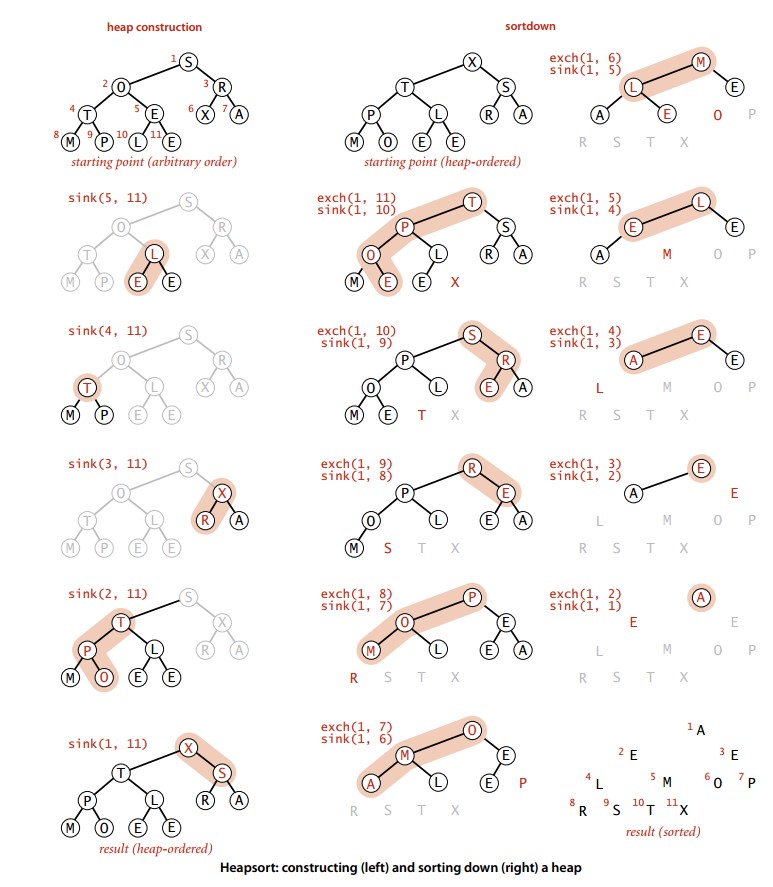 heap construction
1 S
2 O 3 R
4 T 5 E 6 X 7 A
8 M 9 P 10 L 11 E
starting point (arbitrary order)
sink(5, 11)
S
O R
T L X A
M P E E
sink(4, 11)
S
O R
T L X A
M P E E
sink(3, 11)
S
O X
T L R A
M P E E
sink(2, 11)
S
T X
P L R A
M O E E
sink(1, 11)
X
T S
P L R A
M O E E
result (heap-ordered)
sortdown
X
T S
P L R A
M O E E
starting point (heap-ordered)
exch(1, 11)
sink(1, 10)
T
P S
O L R A
M E E X
exch(1, 10)
sink(1, 9)
S
P R
O L E A
M E T X
exch(1, 9)
sink(1, 8)
R
P E
O L E A
M S T X
exch(1, 8)
sink(1, 7)
P
O E
M L E A
R S T X
exch(1, 7)
sink(1, 6)
O
M E
A L E P
R S T X
exch(1, 6)
sink(1, 5)
M
L E
A E O P
R S T X
exch(1, 5)
sink(1, 4)
L
E E
A M O P
R S T X
exch(1, 4)
sink(1, 3)
E
A E
L M O P
R S T X
exch(1, 3)
sink(1, 2)
E
A E
L M O P
R S T X
exch(1, 2)
sink(1, 1)
A
E E
L M O P
R S T X
1 A
2 E 3 E
4 L 5 M 6 O 7 P
8 R 9 S 10 T 11 X
result (sorted)
Heapsort: constructing (left) and sorting down (right) a heap